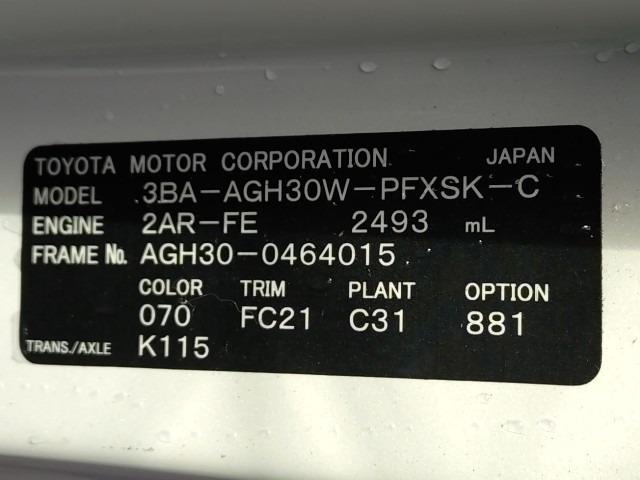 TOYOTA MOTOR CORPORATION JAPAN
MODEL 3BA-AGH30W-PFXSK-C
ENGINE 2AR-FE 2493 mL
FRAME No. AGH30-0464015
COLOR TRIM PLANT OPTION
070 FC21 C31 881
TRANS./AXLE K115